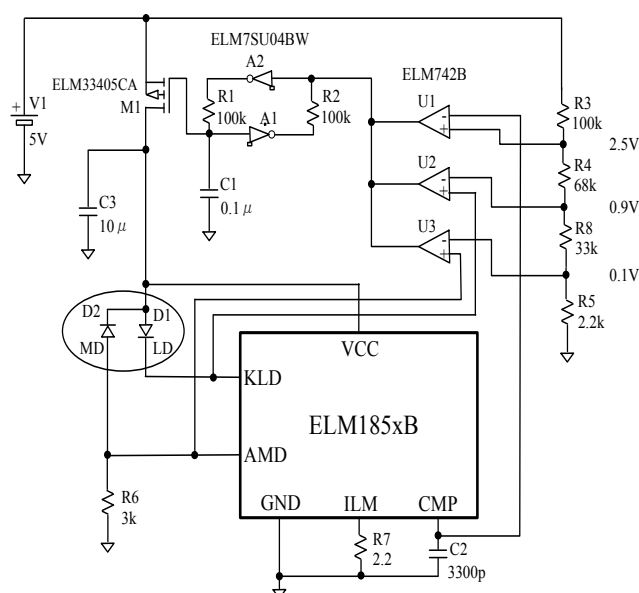 ELM7SU04BW
A2
ELM742B
ELM33405CA
M1
+
V1
5V
R1
100k
A1
R2
100k
U1
-
+
R3
100k
2.5V
U2
-
+
R4
68k
0.9V
C1
0.1μ
C3
10μ
U3
-
+
R8
33k
0.1V
R5
2.2k
D2
D1
MD
LD
VCC
KLD
ELM185xB
AMD
R6
3k
GND
ILM
CMP
R7
2.2
C2
3300p